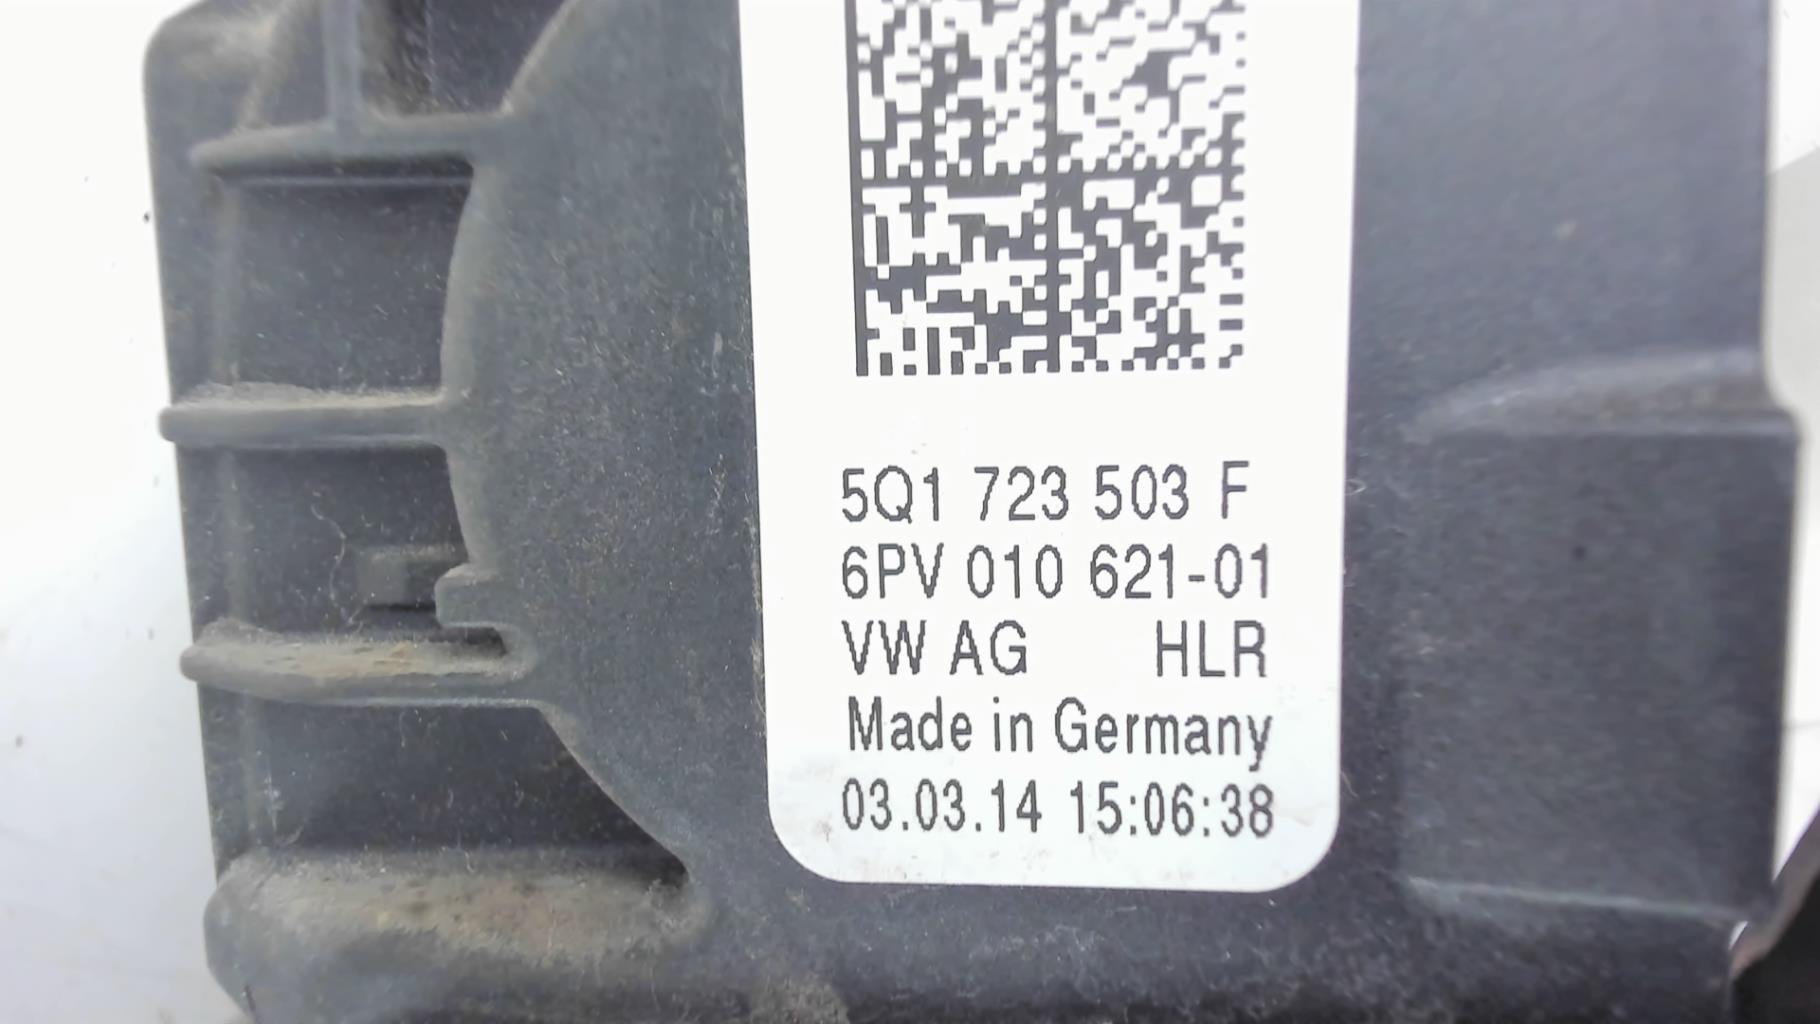 5Q1 723 503 F
6PV 010 621-01
VW AG HLR
Made in Germany
03.03.14 15:06:38